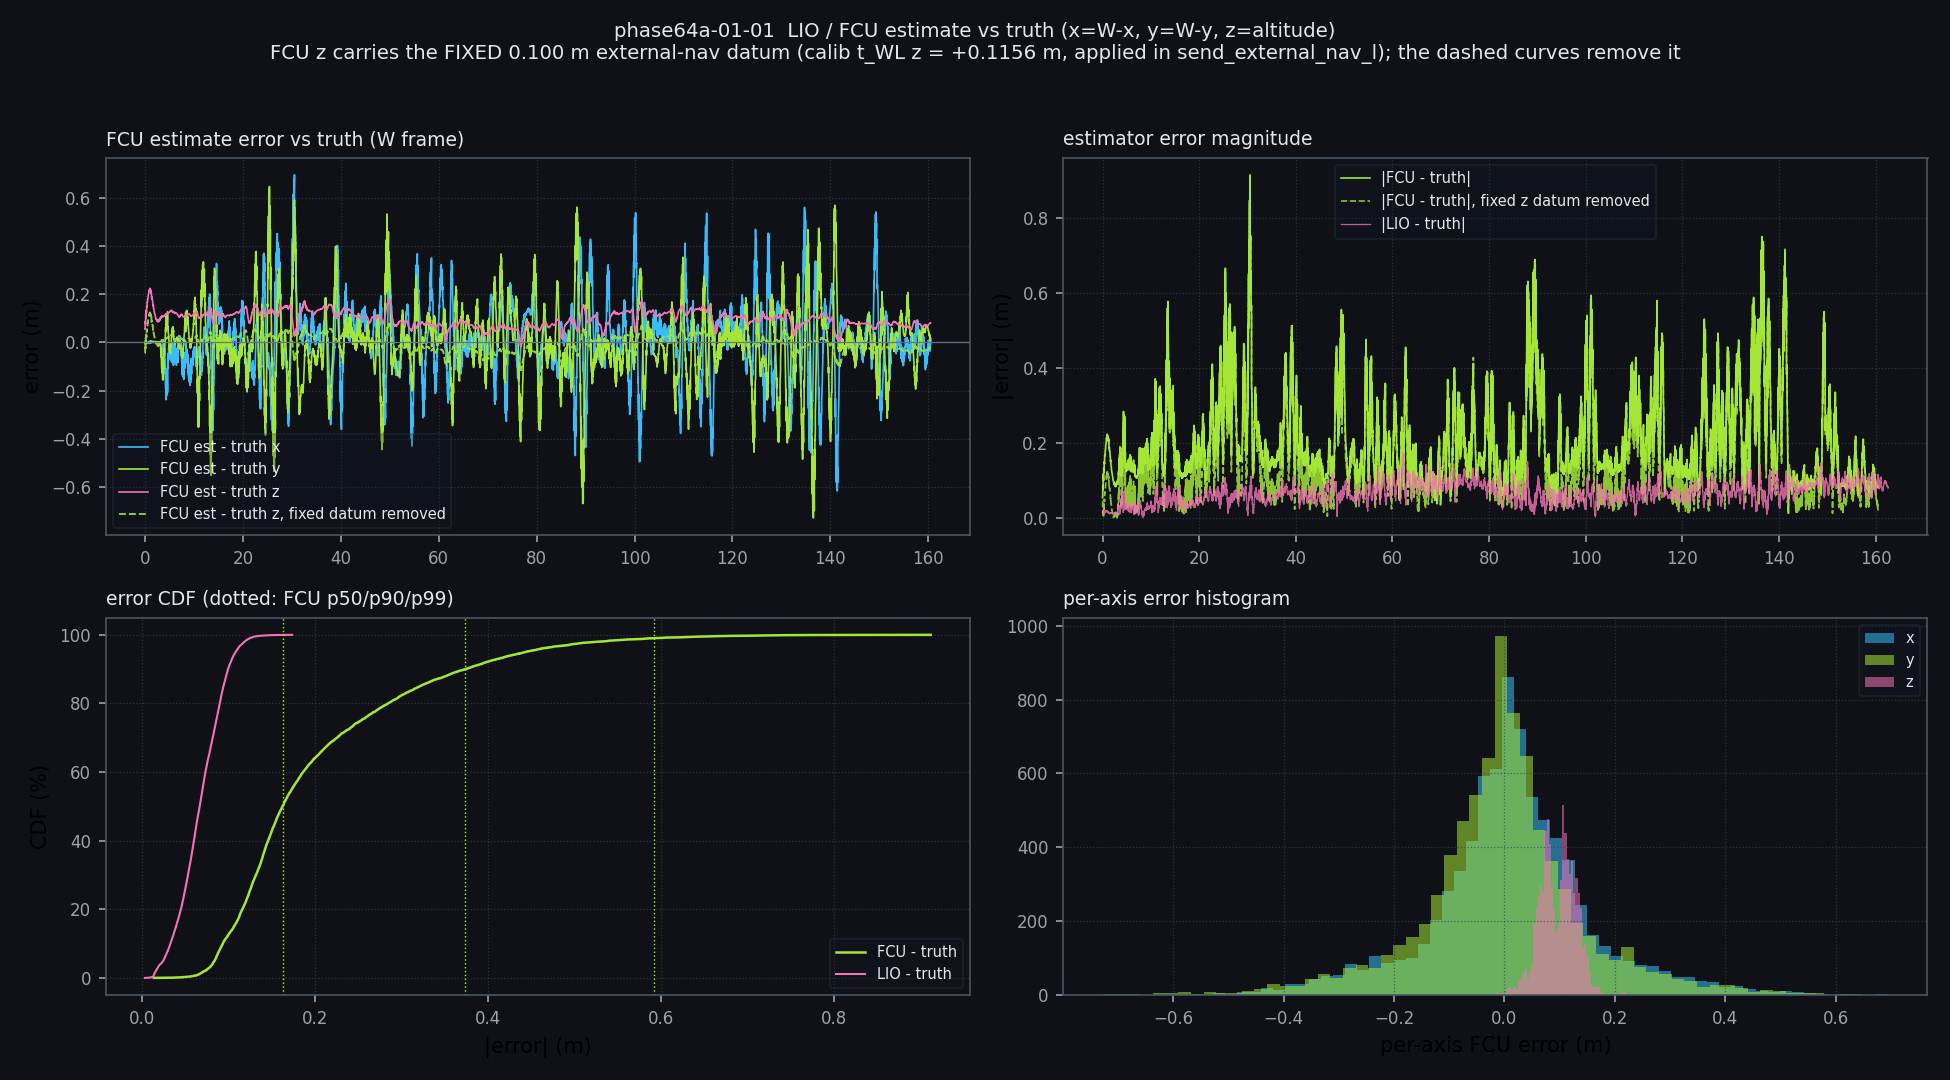 phase64a-01-01  LIO / FCU estimate vs truth (x=W-x, y=W-y, z=altitude)
FCU z carries the FIXED 0.100 m external-nav datum (calib t_WL z = +0.1156 m, applied in send_external_nav_l); the dashed curves remove it
FCU estimate error vs truth (W frame)
error (m)
0.6
0.4
0.2
0.0
−0.2
−0.4
−0.6
FCU est - truth x
FCU est - truth y
FCU est - truth z
FCU est - truth z, fixed datum removed
0 20 40 60 80 100 120 140 160
estimator error magnitude
|error| (m)
0.8
0.6
0.4
0.2
0.0
|FCU - truth|
|FCU - truth|, fixed z datum removed
|LIO - truth|
0 20 40 60 80 100 120 140 160
error CDF (dotted: FCU p50/p90/p99)
CDF (%)
100
80
60
40
20
0
FCU - truth
LIO - truth
0.0 0.2 0.4 0.6 0.8
|error| (m)
per-axis error histogram
1000
800
600
400
200
0
x
y
z
−0.6 −0.4 −0.2 0.0 0.2 0.4 0.6
per-axis FCU error (m)